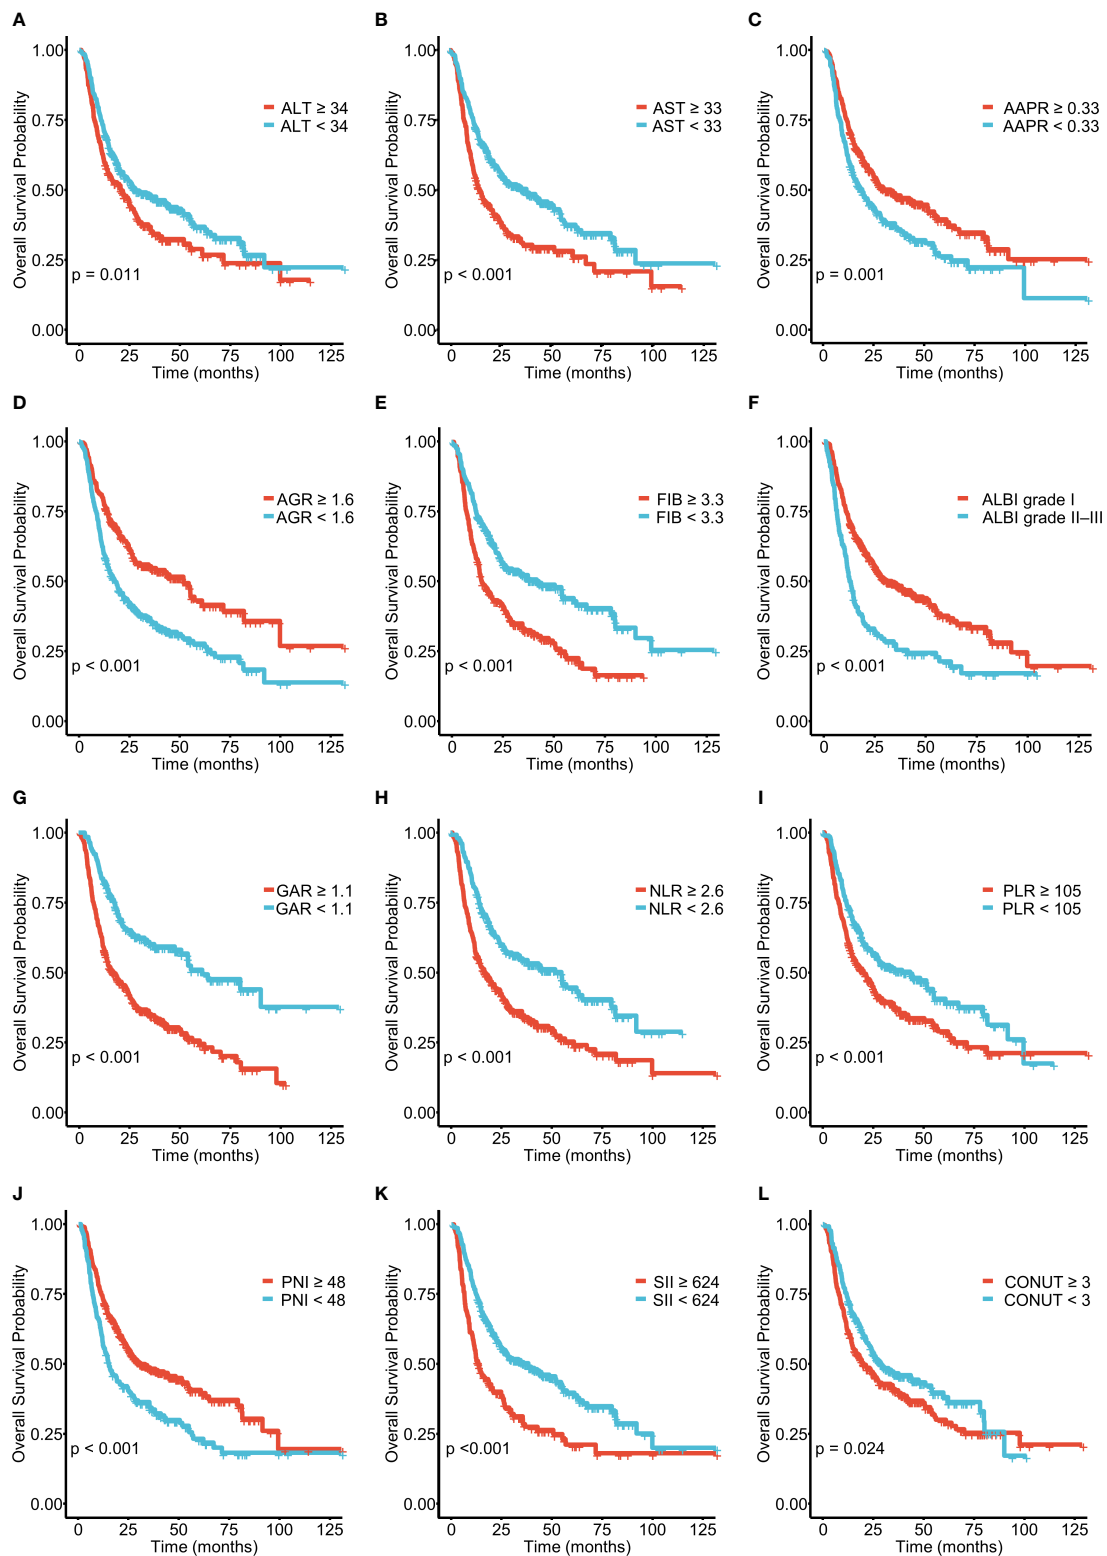 A
Overall Survival Probability
1.00
0.75
0.50
0.25
0.00
ALT ≥ 34
ALT < 34
p = 0.011
0 25 50 75 100 125
Time (months)
B
Overall Survival Probability
1.00
0.75
0.50
0.25
0.00
AST ≥ 33
AST < 33
p < 0.001
0 25 50 75 100 125
Time (months)
C
Overall Survival Probability
1.00
0.75
0.50
0.25
0.00
AAPR ≥ 0.33
AAPR < 0.33
p = 0.001
0 25 50 75 100 125
Time (months)
D
Overall Survival Probability
1.00
0.75
0.50
0.25
0.00
AGR ≥ 1.6
AGR < 1.6
p < 0.001
0 25 50 75 100 125
Time (months)
E
Overall Survival Probability
1.00
0.75
0.50
0.25
0.00
FIB ≥ 3.3
FIB < 3.3
p < 0.001
0 25 50 75 100 125
Time (months)
F
Overall Survival Probability
1.00
0.75
0.50
0.25
0.00
ALBI grade I
ALBI grade II–III
p < 0.001
0 25 50 75 100 125
Time (months)
G
Overall Survival Probability
1.00
0.75
0.50
0.25
0.00
GAR ≥ 1.1
GAR < 1.1
p < 0.001
0 25 50 75 100 125
Time (months)
H
Overall Survival Probability
1.00
0.75
0.50
0.25
0.00
NLR ≥ 2.6
NLR < 2.6
p < 0.001
0 25 50 75 100 125
Time (months)
I
Overall Survival Probability
1.00
0.75
0.50
0.25
0.00
PLR ≥ 105
PLR < 105
p < 0.001
0 25 50 75 100 125
Time (months)
J
Overall Survival Probability
1.00
0.75
0.50
0.25
0.00
PNI ≥ 48
PNI < 48
p < 0.001
0 25 50 75 100 125
Time (months)
K
Overall Survival Probability
1.00
0.75
0.50
0.25
0.00
SII ≥ 624
SII < 624
p <0.001
0 25 50 75 100 125
Time (months)
L
Overall Survival Probability
1.00
0.75
0.50
0.25
0.00
CONUT ≥ 3
CONUT < 3
p = 0.024
0 25 50 75 100 125
Time (months)